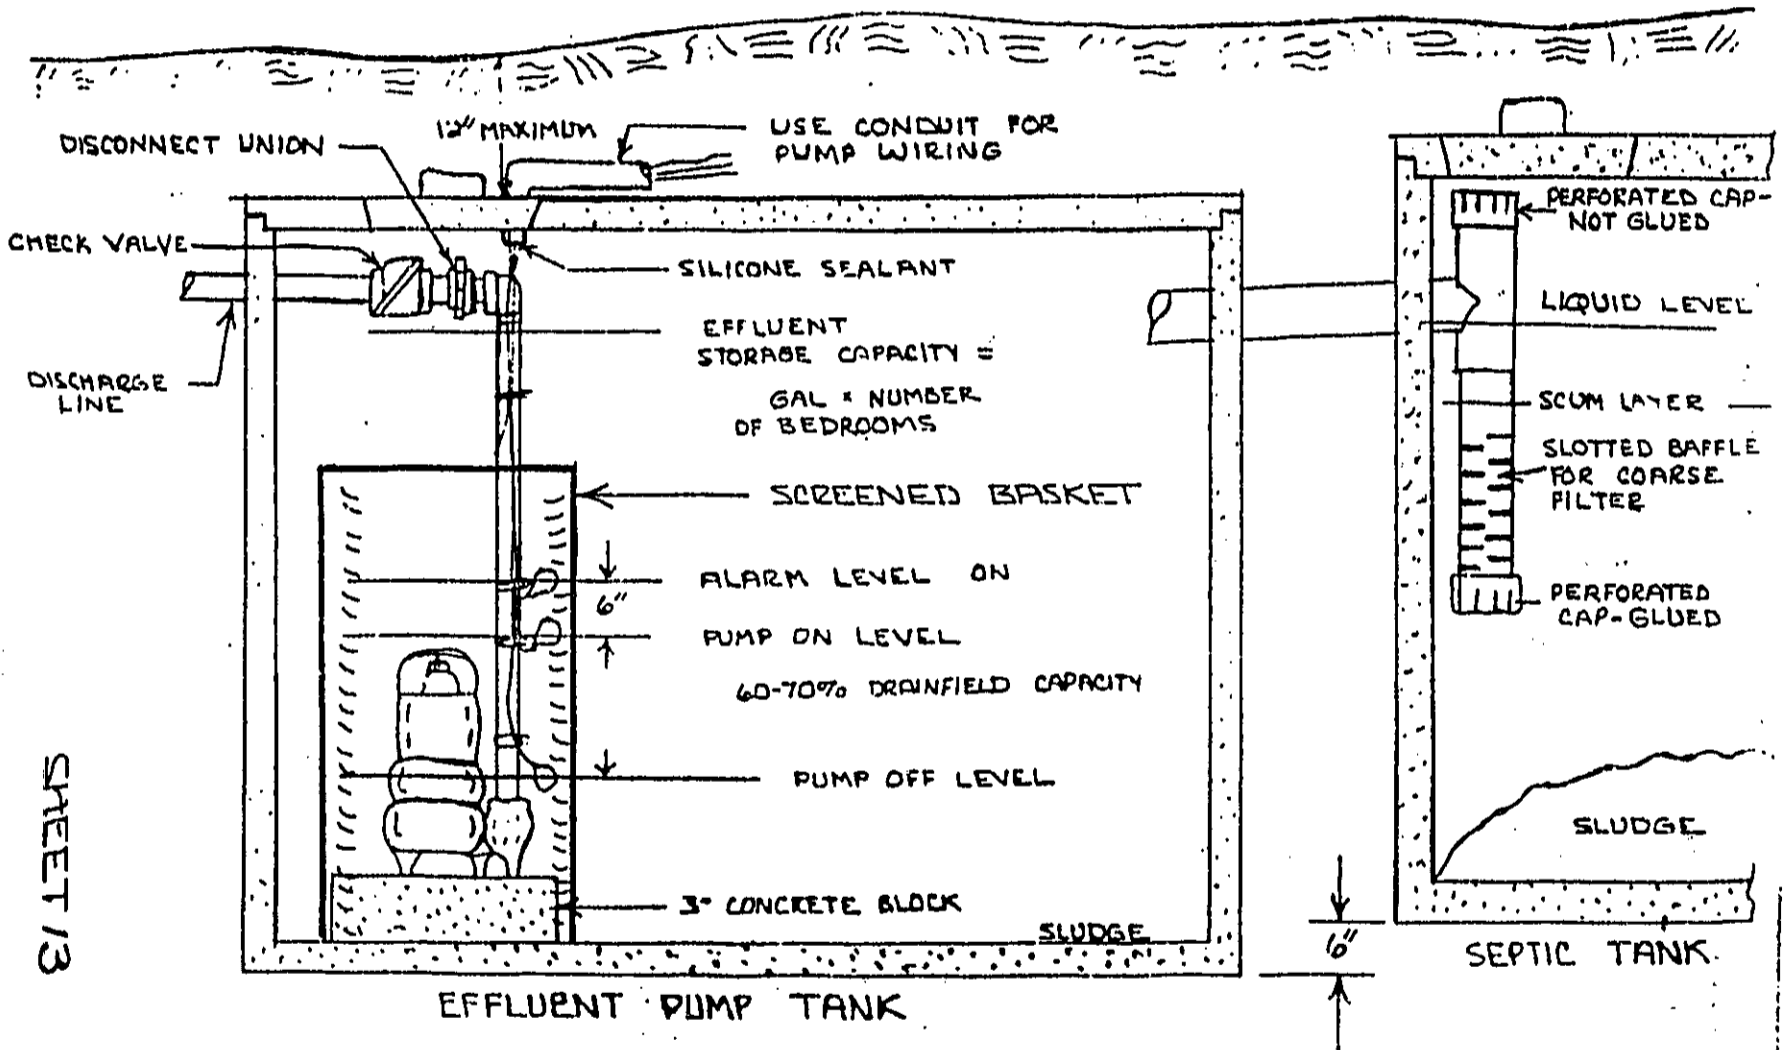 12" MAXIMUM
DISCONNECT UNION
USE CONDUIT FOR
PUMP WIRING
CHECK VALVE
SILICONE SEALANT
DISCHARGE
LINE
EFFLUENT
STORAGE CAPACITY =
GAL × NUMBER
OF BEDROOMS
SCREENED BASKET
ALARM LEVEL ON
6"
PUMP ON LEVEL
60-70% DRAINFIELD CAPACITY
PUMP OFF LEVEL
3" CONCRETE BLOCK
SLUDGE
EFFLUENT PUMP TANK
PERFORATED CAP-
NOT GLUED
LIQUID LEVEL
SCUM LAYER
SLOTTED BAFFLE
FOR COARSE
FILTER
PERFORATED
CAP-GLUED
SLUDGE
6"
SEPTIC TANK
SHEET 13